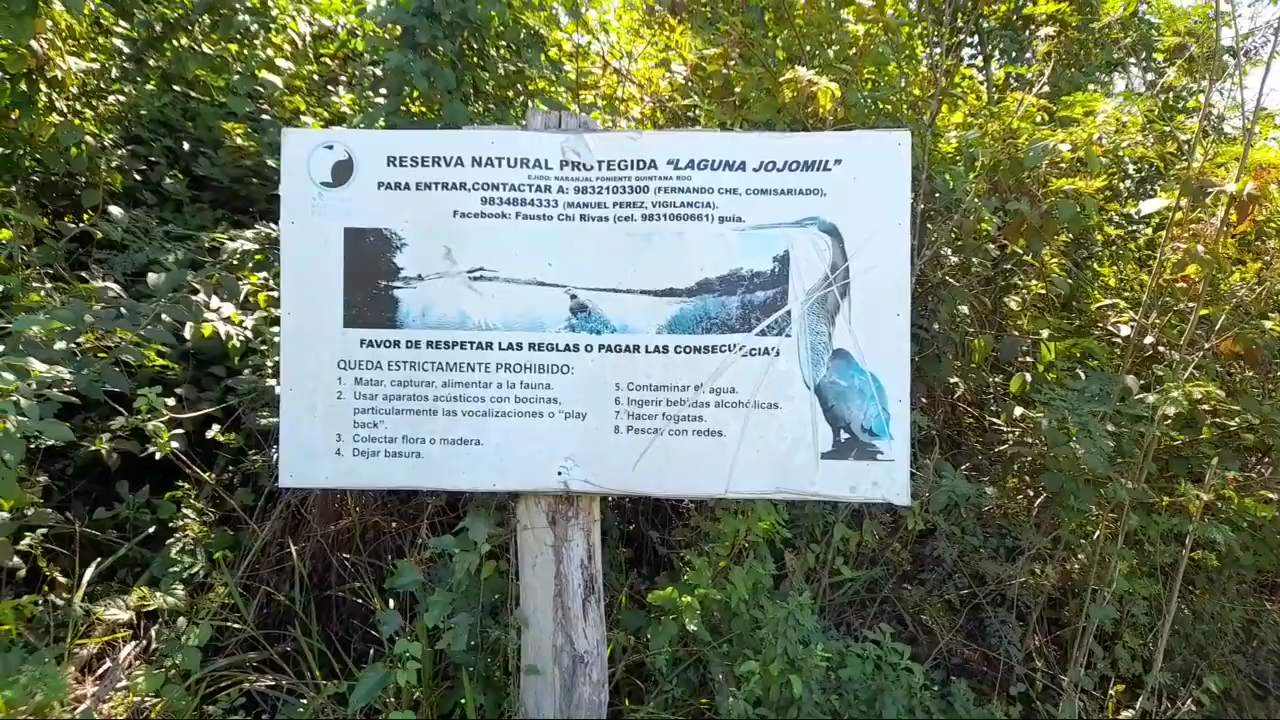 RESERVA NATURAL PROTEGIDA “LAGUNA JOJOMIL”
EJIDO: NARANJAL PONIENTE QUINTANA ROO
PARA ENTRAR,CONTACTAR A: 9832103300 (FERNANDO CHE, COMISARIADO),
9834884333 (MANUEL PEREZ, VIGILANCIA).
Facebook: Fausto Chi Rivas (cel. 9831060661) guía.
FAVOR DE RESPETAR LAS REGLAS O PAGAR LAS CONSECUECIAS
QUEDA ESTRICTAMENTE PROHIBIDO:
1. Matar, capturar, alimentar a la fauna.
2. Usar aparatos acústicos con bocinas,
particularmente las vocalizaciones o “play
back”.
3. Colectar flora o madera.
4. Dejar basura.
5. Contaminar el agua.
6. Ingerir bebidas alcohólicas.
7. Hacer fogatas.
8. Pescar con redes.